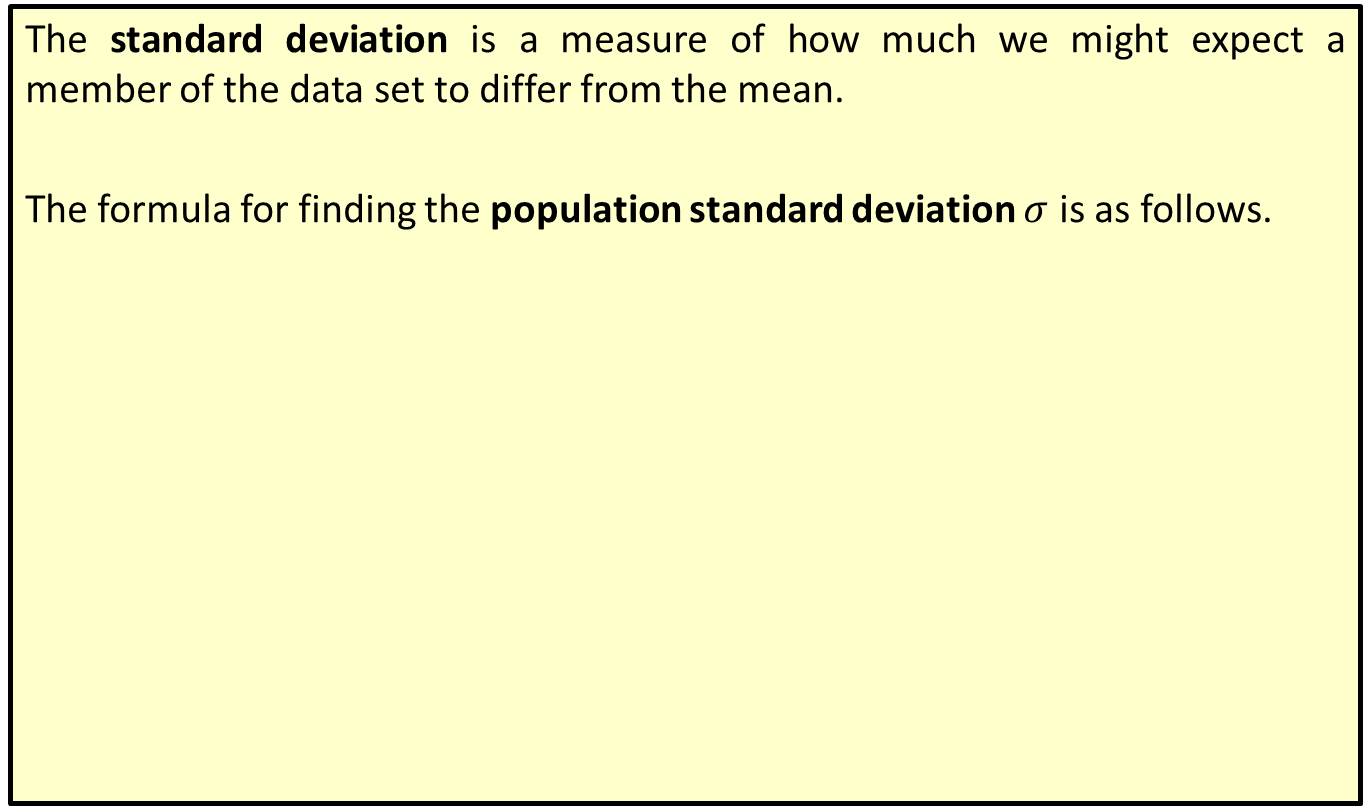 The standard deviation is a measure of how much we might expect a
member of the data set to differ from the mean.
The formula for finding the population standard deviation σ is as follows.